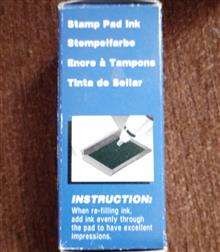 Stamp Pad Ink
Stempelfarbe
Encre à Tampons
Tinta de Sellar
INSTRUCTION:
When re-filling ink,
add ink evenly through
the pad to have excellent
impressions.